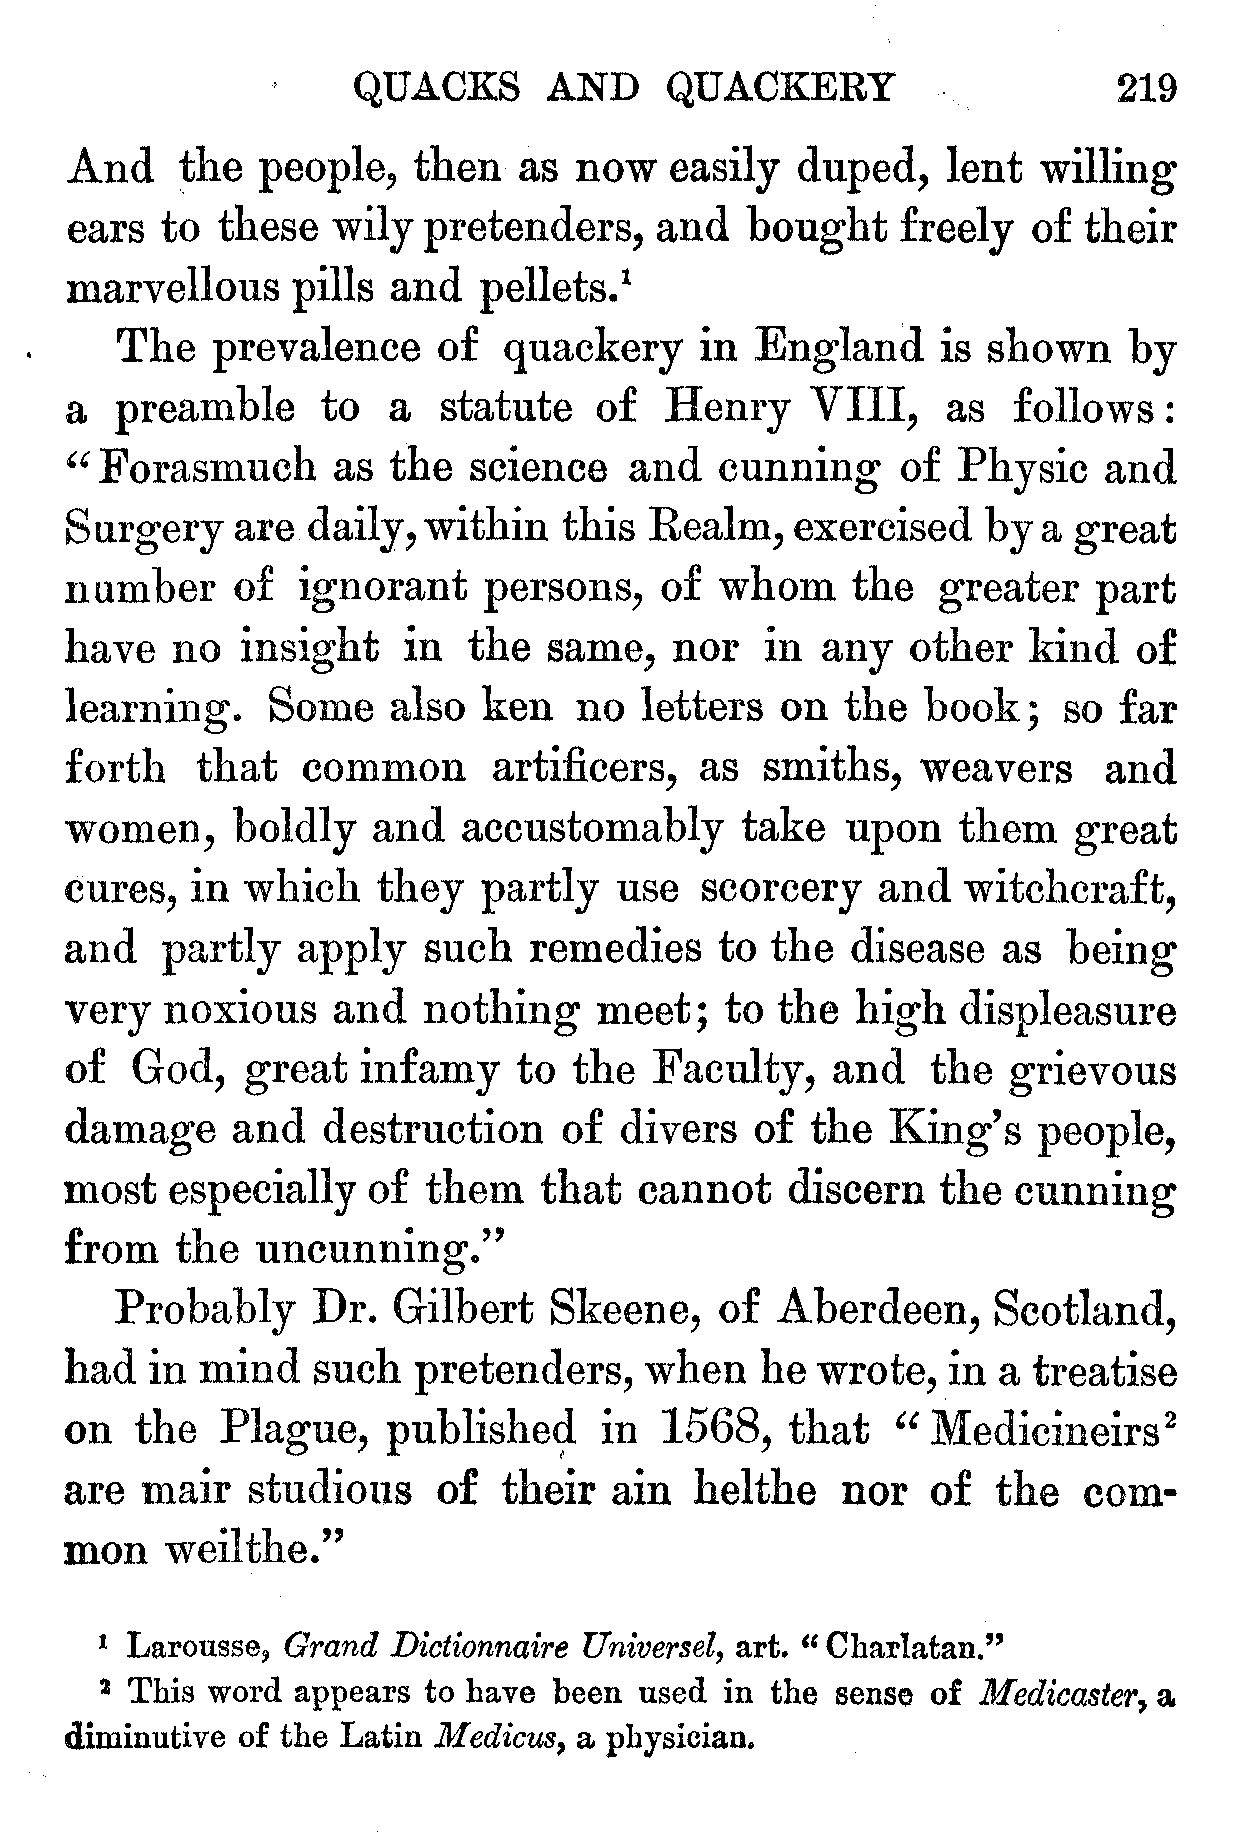 QUACKS AND QUACKERY 219
And the people, then as now easily duped, lent willing
ears to these wily pretenders, and bought freely of their
marvellous pills and pellets.¹
The prevalence of quackery in England is shown by
a preamble to a statute of Henry VIII, as follows:
“Forasmuch as the science and cunning of Physic and
Surgery are daily, within this Realm, exercised by a great
number of ignorant persons, of whom the greater part
have no insight in the same, nor in any other kind of
learning. Some also ken no letters on the book; so far
forth that common artificers, as smiths, weavers and
women, boldly and accustomably take upon them great
cures, in which they partly use scorcery and witchcraft,
and partly apply such remedies to the disease as being
very noxious and nothing meet; to the high displeasure
of God, great infamy to the Faculty, and the grievous
damage and destruction of divers of the King’s people,
most especially of them that cannot discern the cunning
from the uncunning.”
Probably Dr. Gilbert Skeene, of Aberdeen, Scotland,
had in mind such pretenders, when he wrote, in a treatise
on the Plague, published in 1568, that “Medicineirs²
are mair studious of their ain helthe nor of the com-
mon weilthe.”
¹ Larousse, Grand Dictionnaire Universel, art. “Charlatan.”
² This word appears to have been used in the sense of Medicaster, a
diminutive of the Latin Medicus, a physician.